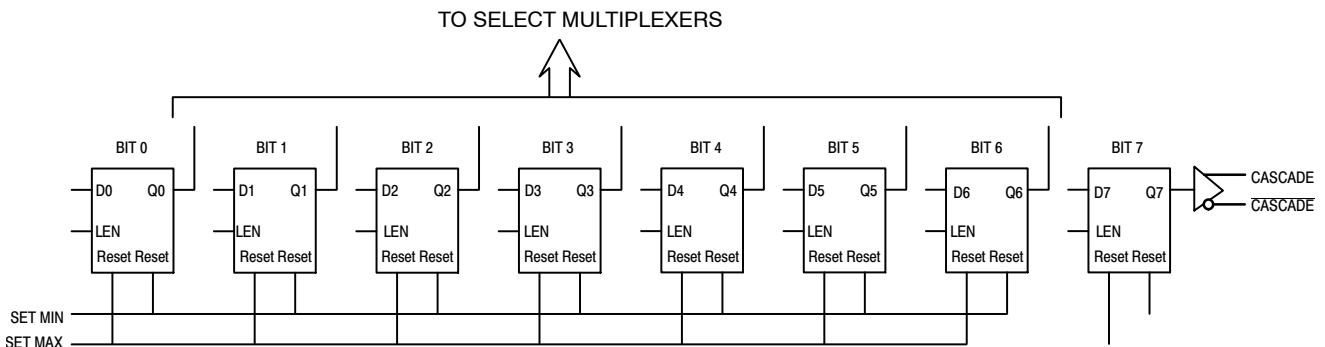 TO SELECT MULTIPLEXERS
BIT 0 BIT 1 BIT 2 BIT 3 BIT 4 BIT 5 BIT 6 BIT 7
D0 Q0 D1 Q1 D2 Q2 D3 Q3 D4 Q4 D5 Q5 D6 Q6 D7 Q7
CASCADE
CASCADE
LEN LEN LEN LEN LEN LEN LEN LEN
Reset Reset Reset Reset Reset Reset Reset Reset Reset Reset Reset Reset Reset Reset Reset Reset
SET MIN
SET MAX